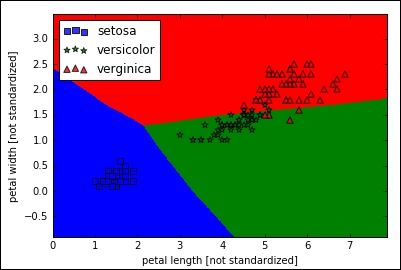 setosa
versicolor
verginica
3.0
2.5
2.0
1.5
1.0
0.5
0.0
−0.5
petal width [not standardized]
0 1 2 3 4 5 6 7
petal length [not standardized]